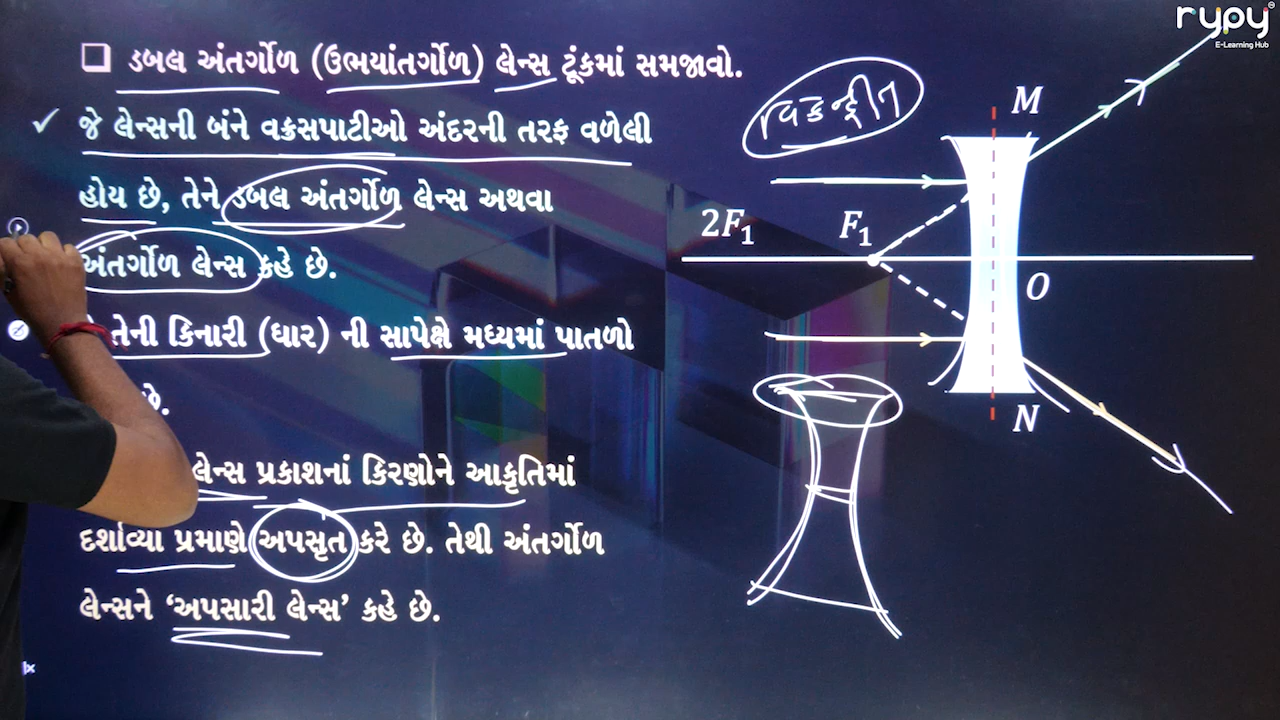 rypy
E-Learning Hub
❑ ડબલ અંતર્ગોળ (ઉભયાંતર્ગોળ) લેન્સ ટૂંકમાં સમજાવો.
✓ જે લેન્સની બંને વક્રસપાટીઓ અંદરની તરફ વળેલી
હોય છે, તેને ડબલ અંતર્ગોળ લેન્સ અથવા
અંતર્ગોળ લેન્સ કહે છે.
તેની કિનારી (ધાર) ની સાપેક્ષે મધ્યમાં પાતળો
છે.
લેન્સ પ્રકાશનાં કિરણોને આકૃતિમાં
દર્શાવ્યા પ્રમાણે અપસૃત કરે છે. તેથી અંતર્ગોળ
લેન્સને ‘અપસારી લેન્સ’ કહે છે.
M
2F₁
F₁
O
N